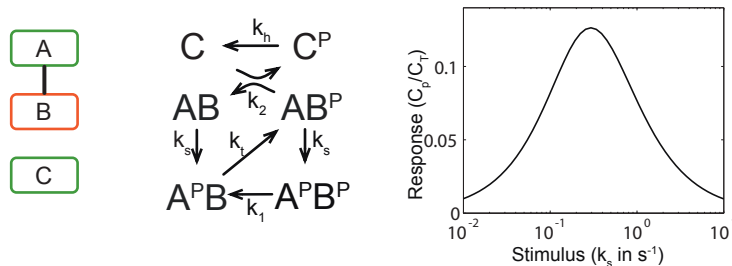 A
B
C
C k_h C^P
AB k_2 AB^P
k_s k_t k_s
A^PB k_1 A^PB^P
Response (C_p/C_T)
0.1
0.05
0
10^-2 10^-1 10^0 10
Stimulus (k_s in s^-1)